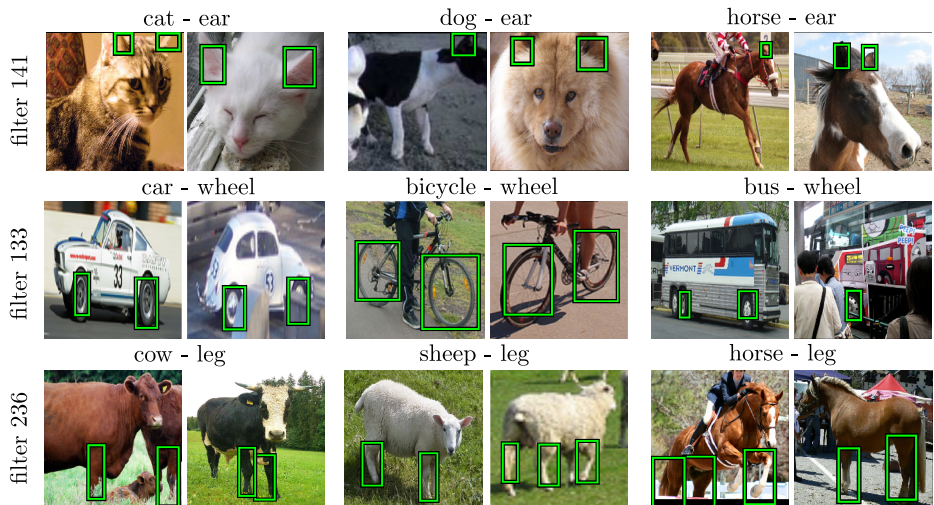 cat - ear
dog - ear
horse - ear
filter 141
car - wheel
bicycle - wheel
bus - wheel
filter 133
33
53
VERMONT
PEEP!
cow - leg
sheep - leg
horse - leg
filter 236